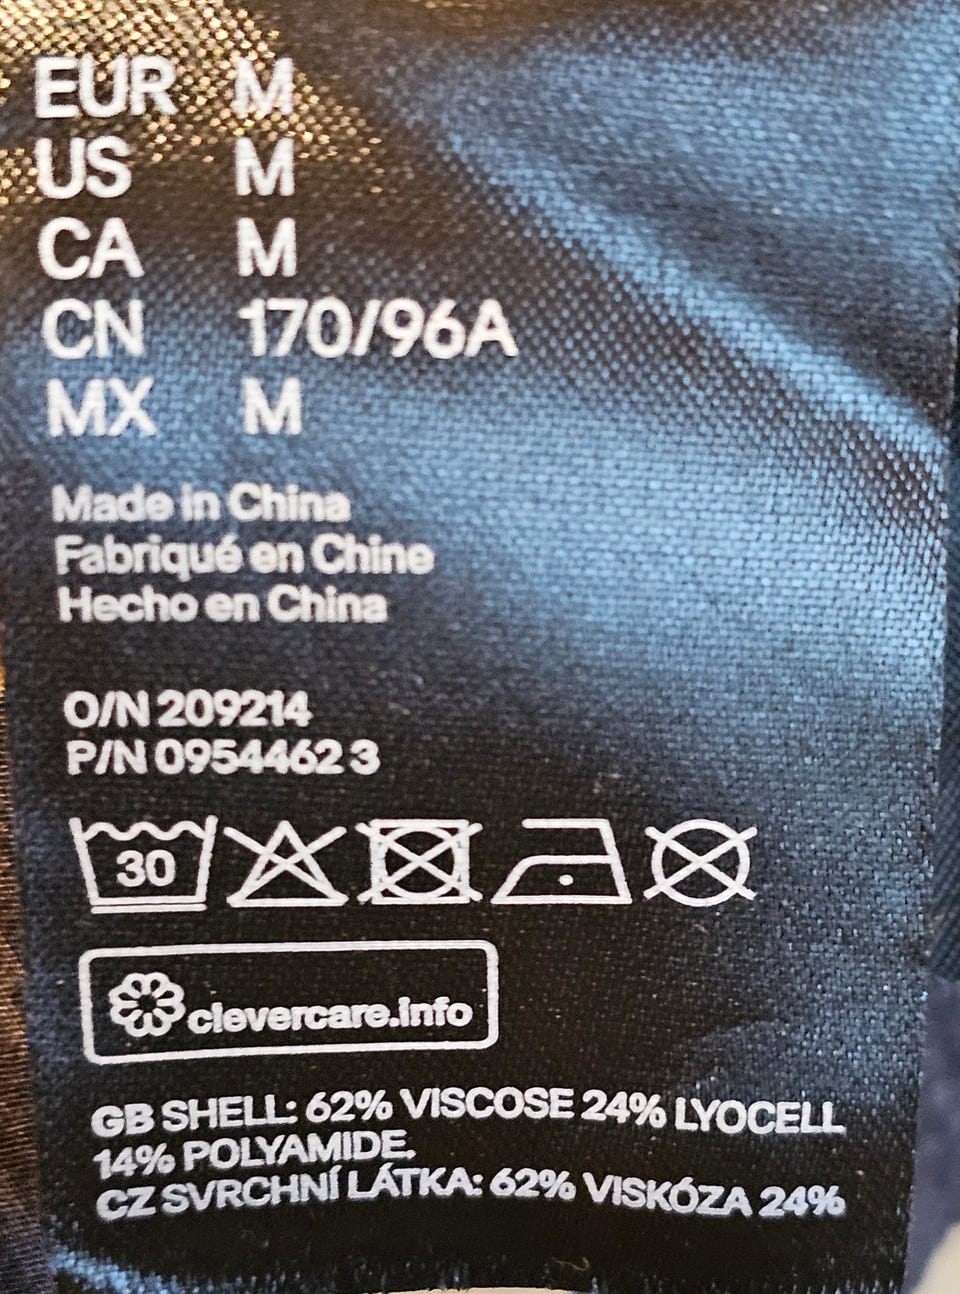 EUR M
US M
CA M
CN 170/96A
MX M
Made in China
Fabriqué en Chine
Hecho en China
O/N 209214
P/N 0954462 3
30
clevercare.info
GB SHELL: 62% VISCOSE 24% LYOCELL
14% POLYAMIDE.
CZ SVRCHNÍ LÁTKA: 62% VISKÓZA 24%